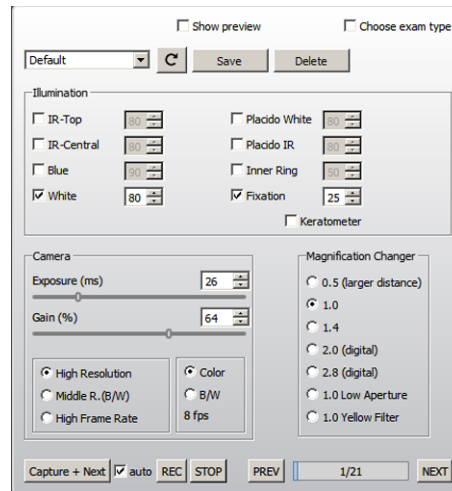 Show preview Choose exam type
Default Save Delete
Illumination
IR-Top 80 Placido White 80
IR-Central 80 Placido IR 80
Blue 90 Inner Ring 50
White 80 Fixation 25
Keratometer
Camera Magnification Changer
Exposure (ms) 26 0.5 (larger distance)
1.0
Gain (%) 64 1.4
2.0 (digital)
High Resolution Color 2.8 (digital)
Middle R.(B/W) B/W 1.0 Low Aperture
High Frame Rate 8 fps 1.0 Yellow Filter
Capture + Next auto REC STOP PREV 1/21 NEXT